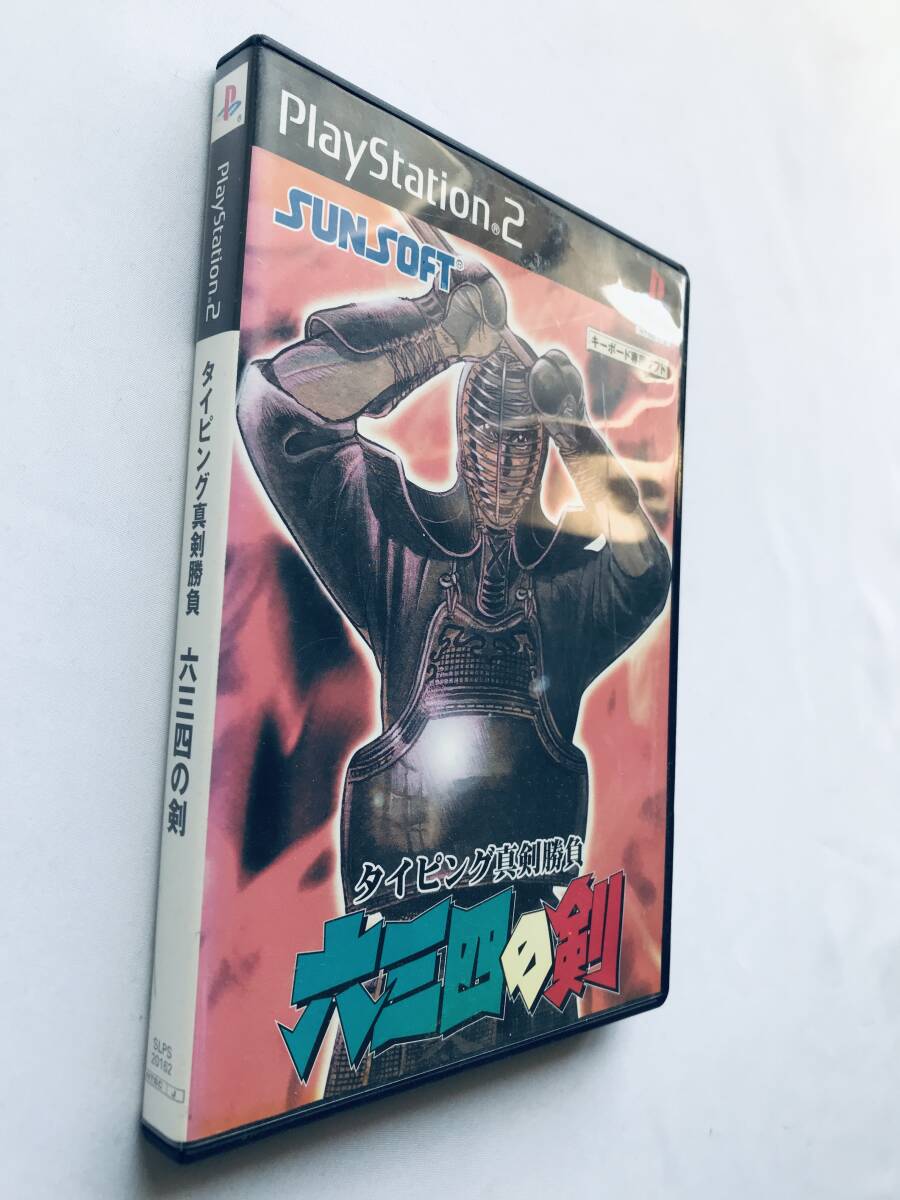 PlayStation®2
タイピング真剣勝負 六三四の剣
SLPS
20162
PlayStation®2
SUNSOFT®
キーボード専用ソフト
タイピング真剣勝負
六三四の剣